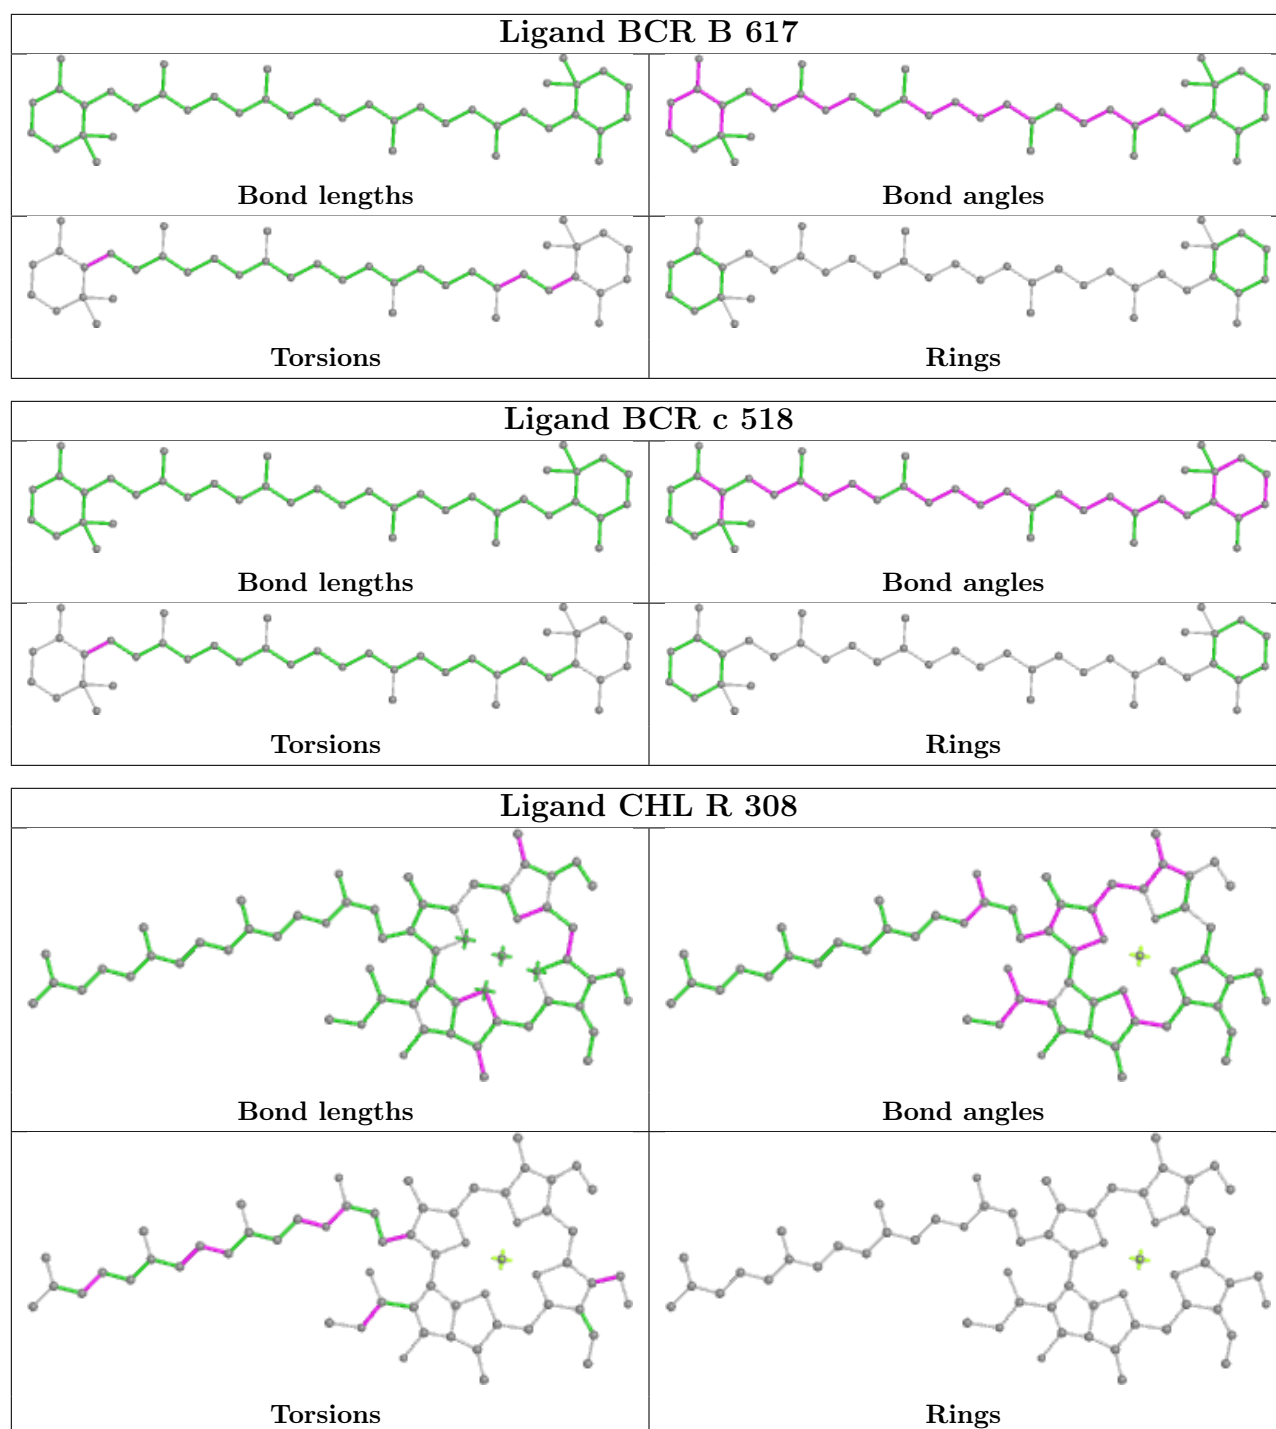 Ligand BCR B 617
Bond lengths
Bond angles
Torsions
Rings
Ligand BCR c 518
Bond lengths
Bond angles
Torsions
Rings
Ligand CHL R 308
Bond lengths
Bond angles
Torsions
Rings